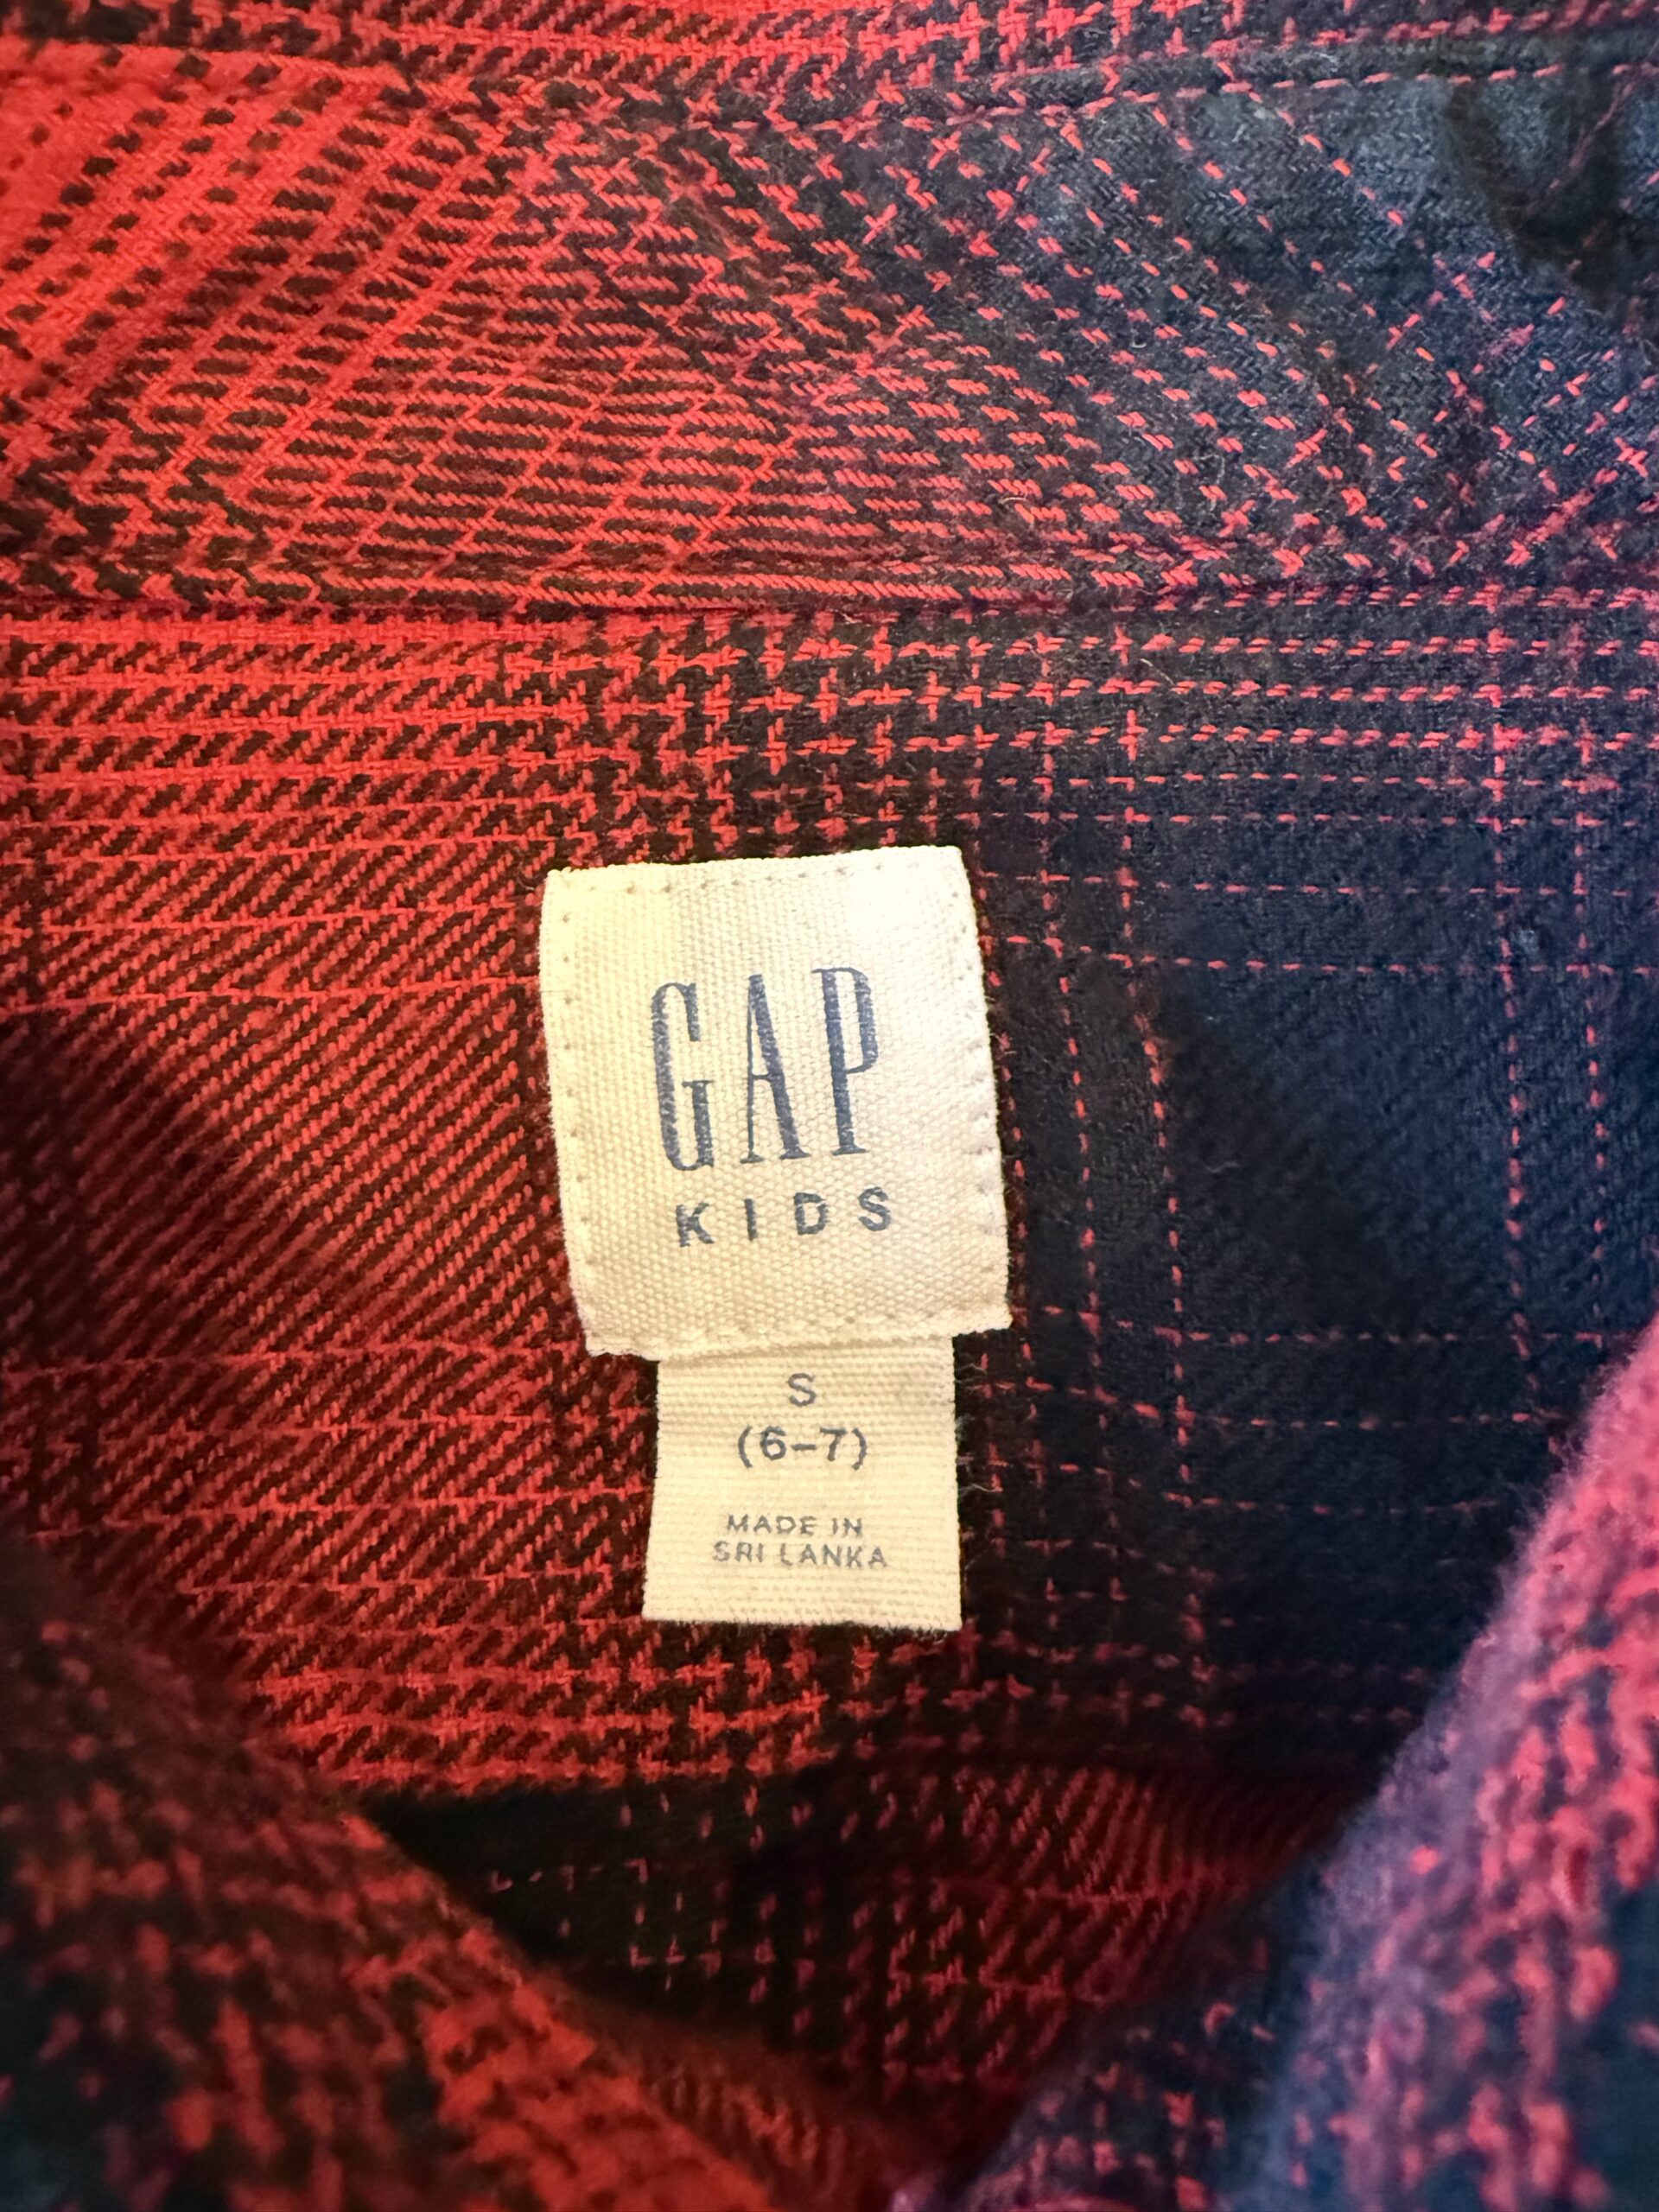 GAP
KIDS
S
(6-7)
MADE IN
SRI LANKA